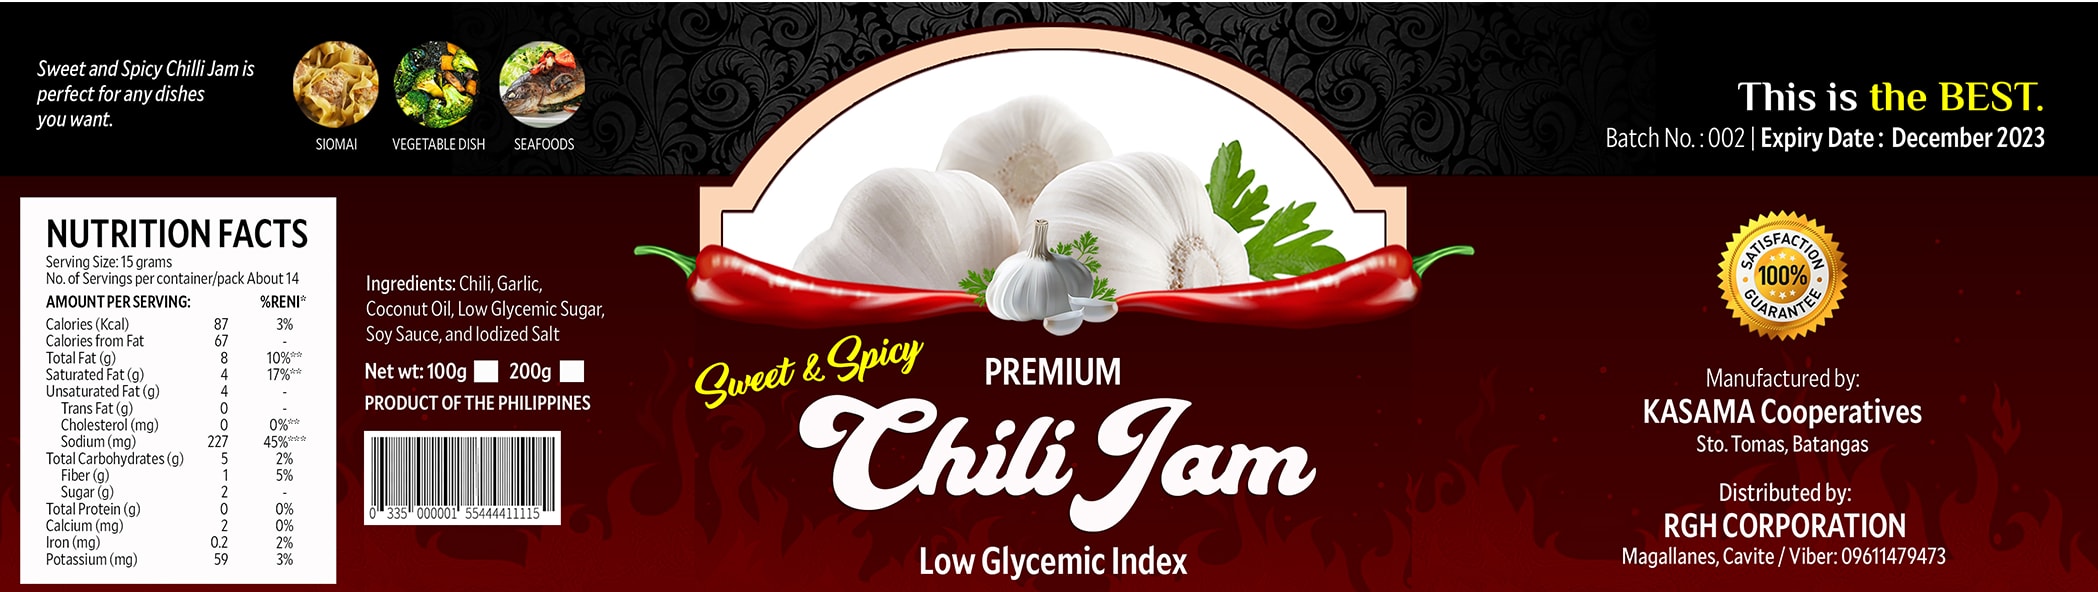 Sweet and Spicy Chilli Jam is
perfect for any dishes
you want.
SIOMAI
VEGETABLE DISH
SEAFOODS
NUTRITION FACTS
Serving Size: 15 grams
No. of Servings per container/pack About 14
AMOUNT PER SERVING: %RENI*
Calories (Kcal) 87 3%
Calories from Fat 67 -
Total Fat (g) 8 10%**
Saturated Fat (g) 4 17%**
Unsaturated Fat (g) 4 -
Trans Fat (g) 0 -
Cholesterol (mg) 0 0%**
Sodium (mg) 227 45%***
Total Carbohydrates (g) 5 2%
Fiber (g) 1 5%
Sugar (g) 2 -
Total Protein (g) 0 0%
Calcium (mg) 2 0%
Iron (mg) 0.2 2%
Potassium (mg) 59 3%
Ingredients: Chili, Garlic,
Coconut Oil, Low Glycemic Sugar,
Soy Sauce, and Iodized Salt
Net wt: 100g 200g
PRODUCT OF THE PHILIPPINES
0 335 000001 55444411115
Sweet & Spicy
PREMIUM
Chili Jam
Low Glycemic Index
This is the BEST.
Batch No. : 002 | Expiry Date : December 2023
SATISFACTION
100%
GUARANTEE
Manufactured by:
KASAMA Cooperatives
Sto. Tomas, Batangas
Distributed by:
RGH CORPORATION
Magallanes, Cavite / Viber: 09611479473